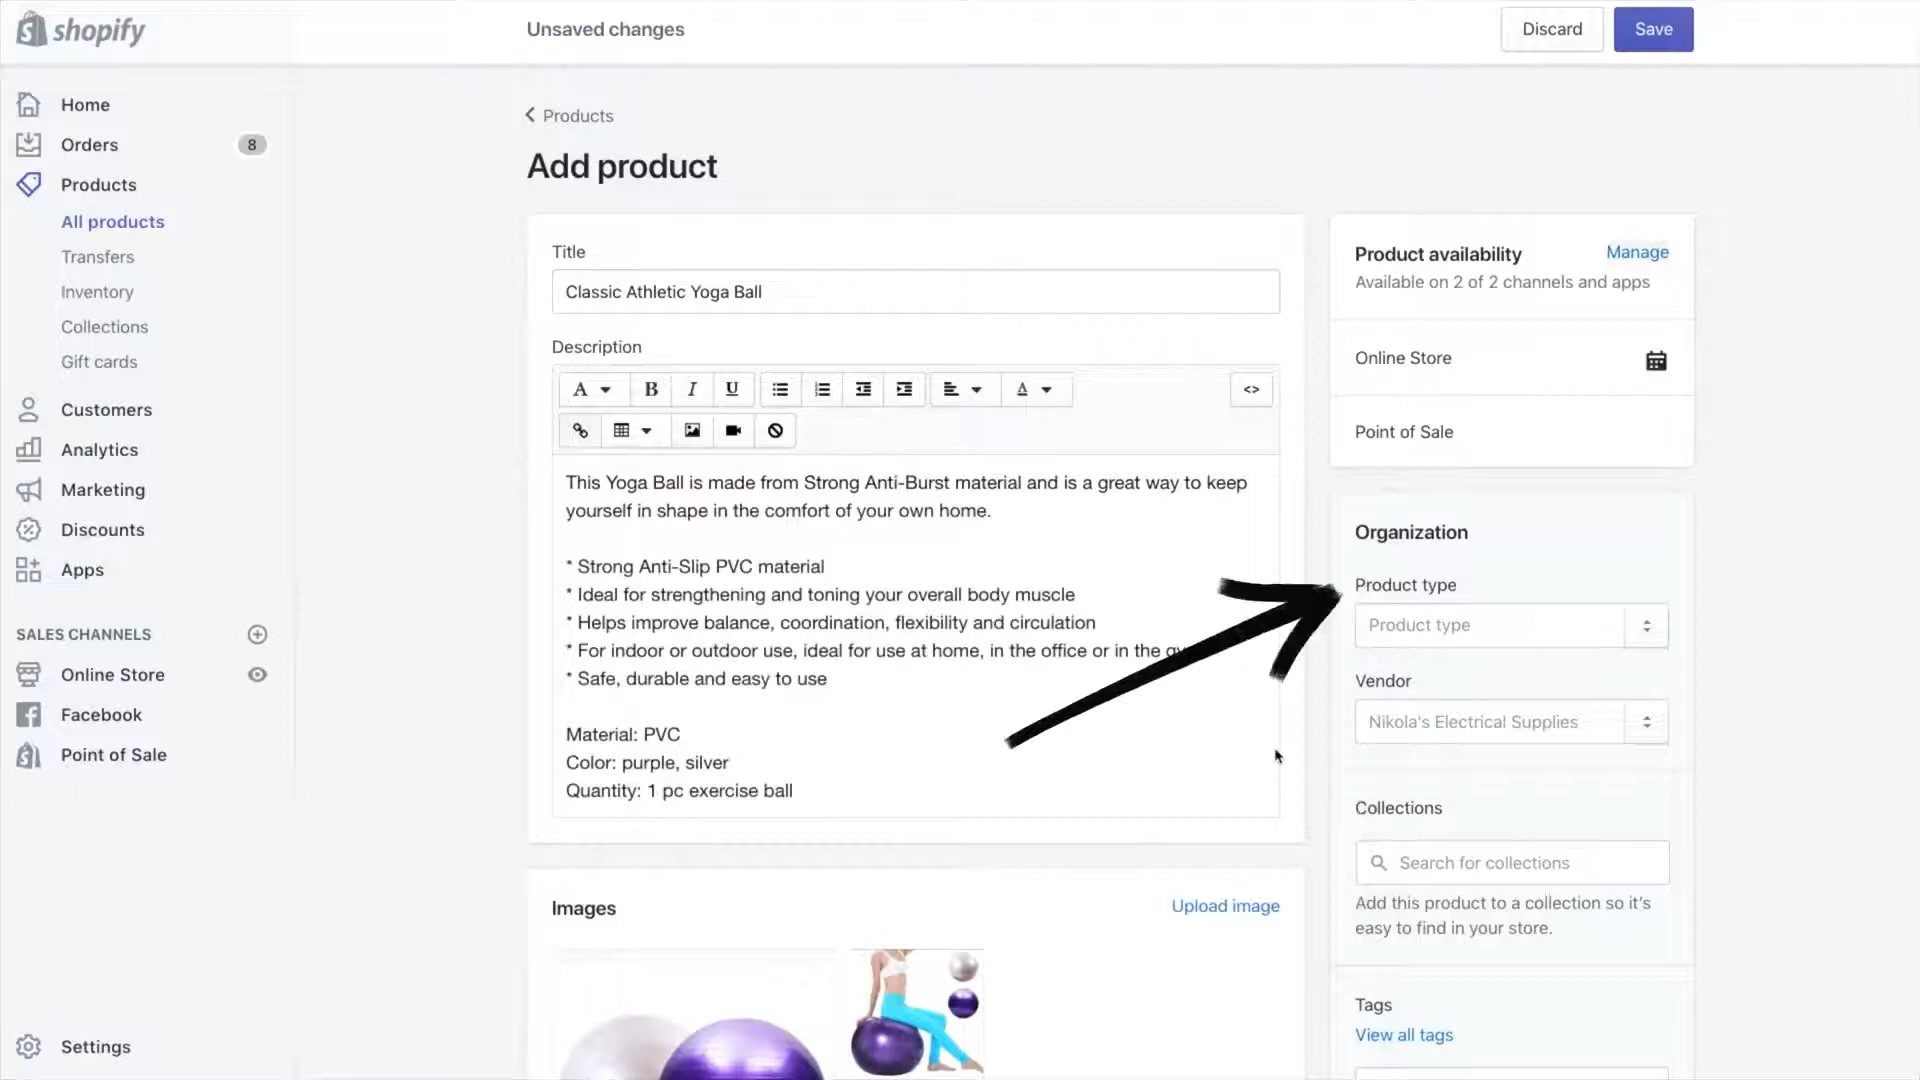 shopify
Unsaved changes
Discard
Save
Home
Orders
8
Products
All products
Transfers
Inventory
Collections
Gift cards
Customers
Analytics
Marketing
Discounts
Apps
SALES CHANNELS
Online Store
Facebook
Point of Sale
Settings
Products
Add product
Title
Classic Athletic Yoga Ball
Description
A
B
I
U
A
<>
This Yoga Ball is made from Strong Anti-Burst material and is a great way to keep
yourself in shape in the comfort of your own home.
* Strong Anti-Slip PVC material
* Ideal for strengthening and toning your overall body muscle
* Helps improve balance, coordination, flexibility and circulation
* For indoor or outdoor use, ideal for use at home, in the office or in the
* Safe, durable and easy to use
Material: PVC
Color: purple, silver
Quantity: 1 pc exercise ball
Images
Upload image
Product availability
Manage
Available on 2 of 2 channels and apps
Online Store
Point of Sale
Organization
Product type
Product type
Vendor
Nikola's Electrical Supplies
Collections
Search for collections
Add this product to a collection so it's
easy to find in your store.
Tags
View all tags